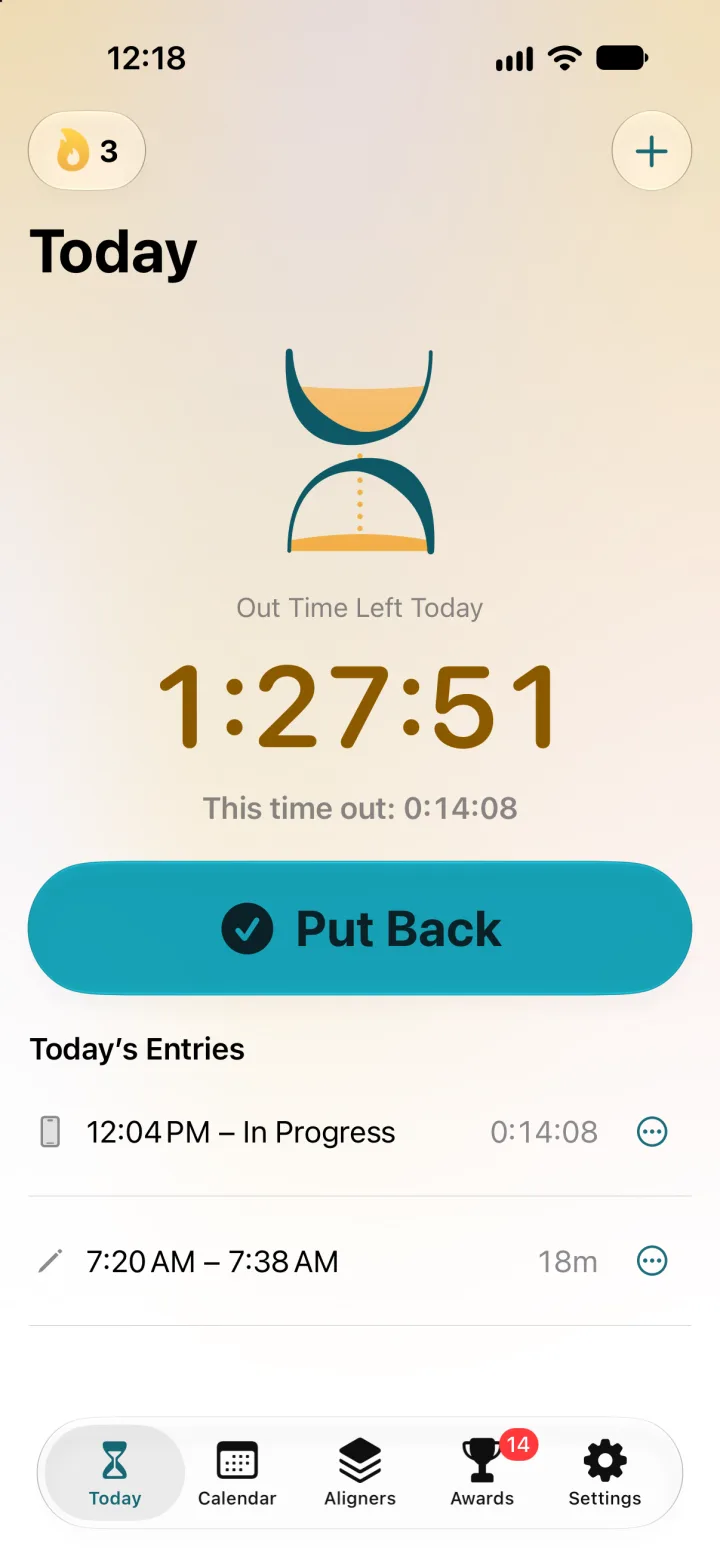 12:18
3
Today
Out Time Left Today
1:27:51
This time out: 0:14:08
Put Back
Today’s Entries
12:04 PM – In Progress 0:14:08
7:20 AM – 7:38 AM 18m
14
Today Calendar Aligners Awards Settings